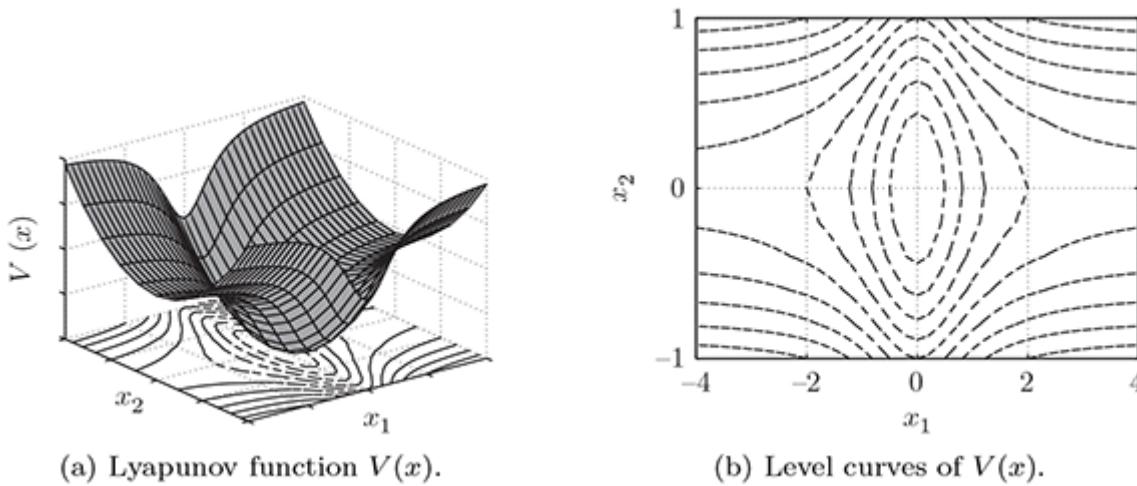 V (x)
x₂
x₁
(a) Lyapunov function V(x).
1
0
−1
x₂
−4
−2
0
2
4
x₁
(b) Level curves of V(x).